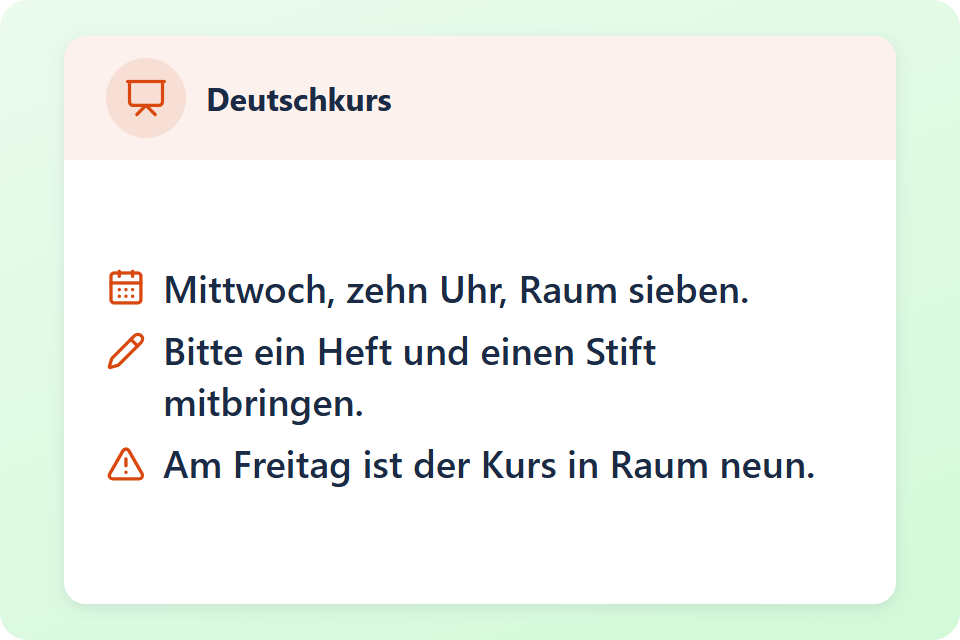 Deutschkurs
Mittwoch, zehn Uhr, Raum sieben.
Bitte ein Heft und einen Stift
mitbringen.
Am Freitag ist der Kurs in Raum neun.